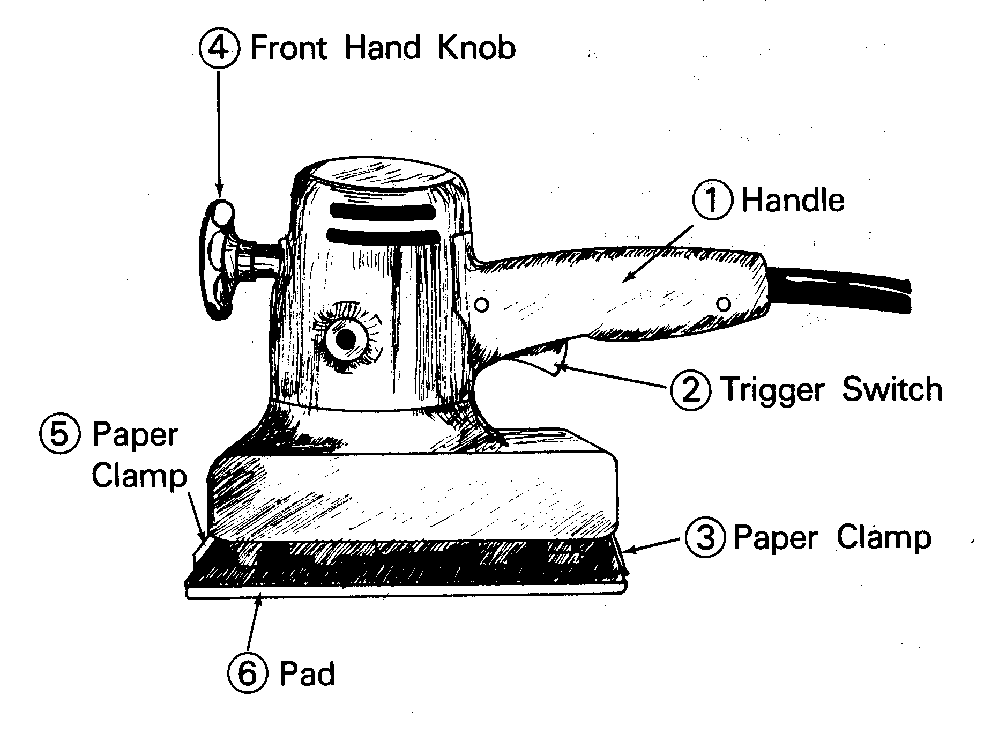 ④ Front Hand Knob
① Handle
② Trigger Switch
⑤ Paper
Clamp
③ Paper Clamp
⑥ Pad